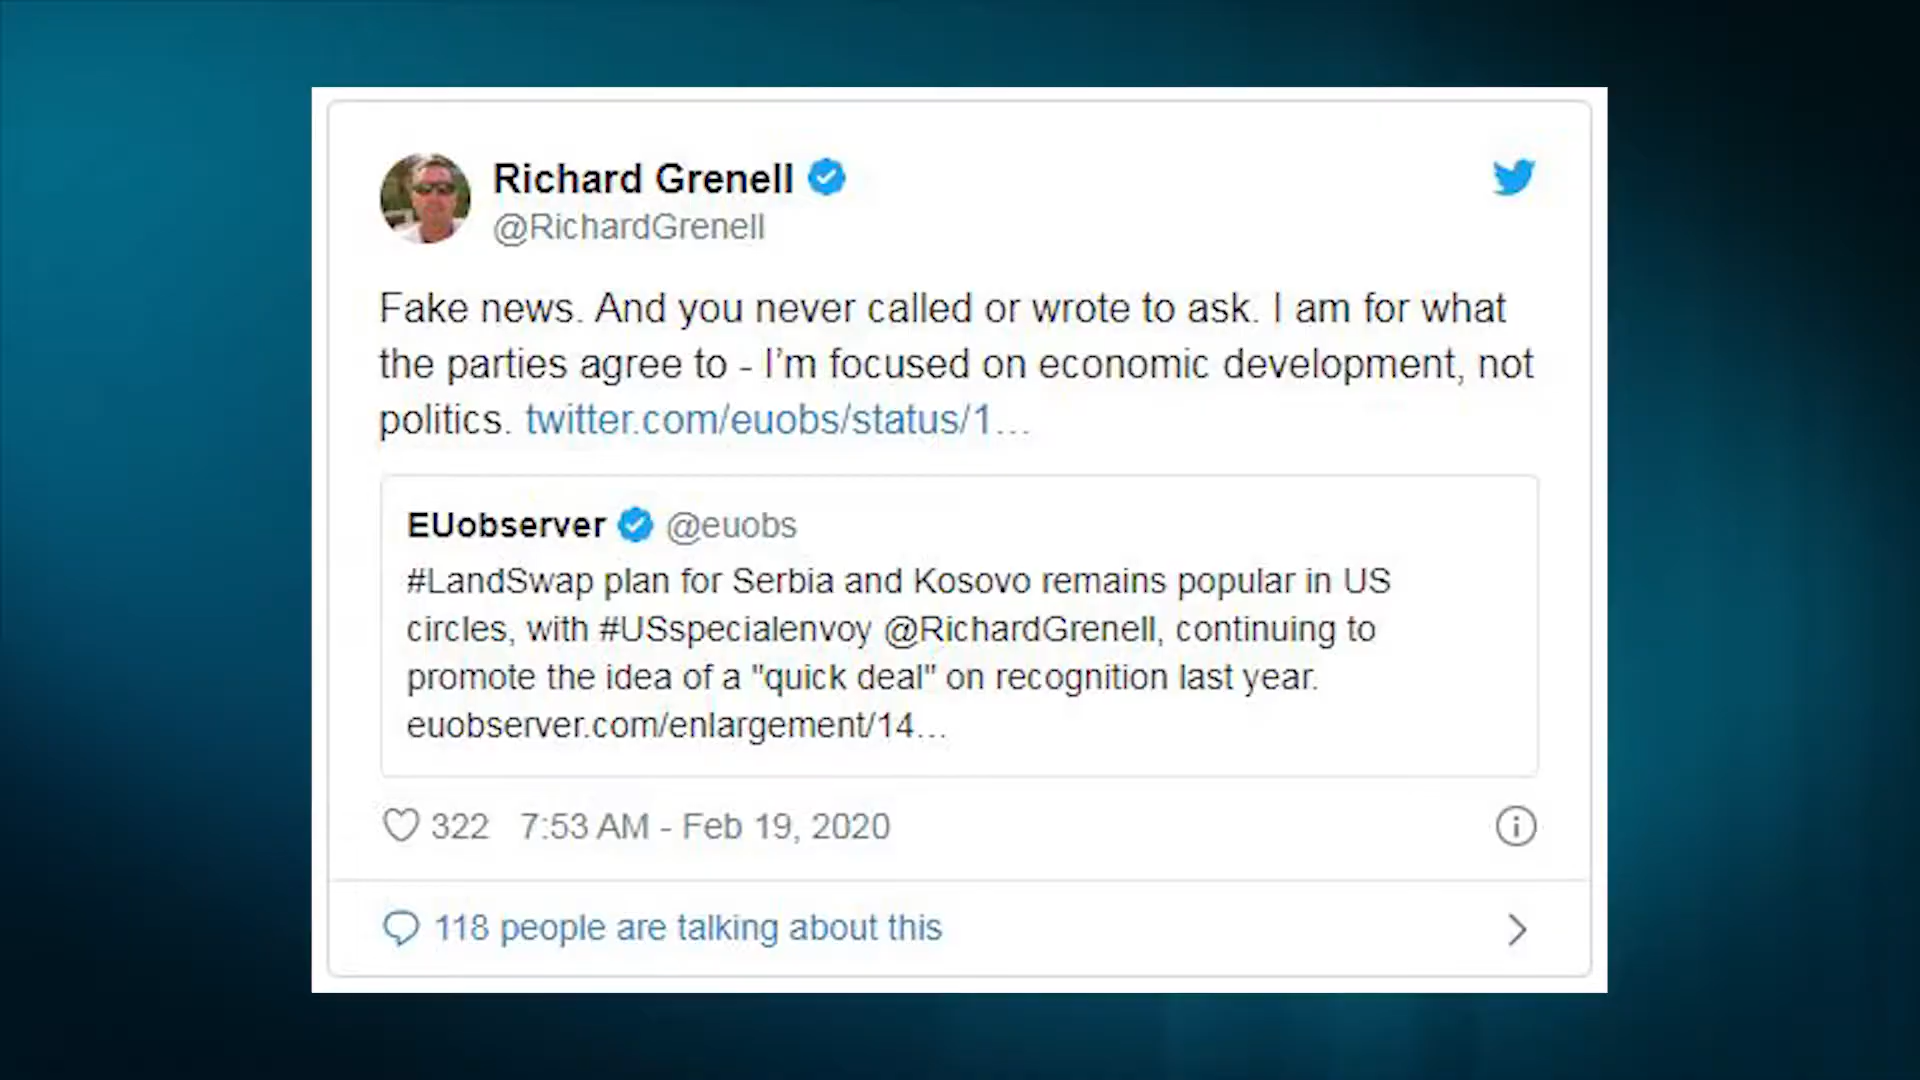 Richard Grenell
@RichardGrenell
Fake news. And you never called or wrote to ask. I am for what
the parties agree to - I’m focused on economic development, not
politics. twitter.com/euobs/status/1…
EUobserver @euobs
#LandSwap plan for Serbia and Kosovo remains popular in US
circles, with #USspecialenvoy @RichardGrenell, continuing to
promote the idea of a "quick deal" on recognition last year.
euobserver.com/enlargement/14…
322 7:53 AM - Feb 19, 2020
118 people are talking about this